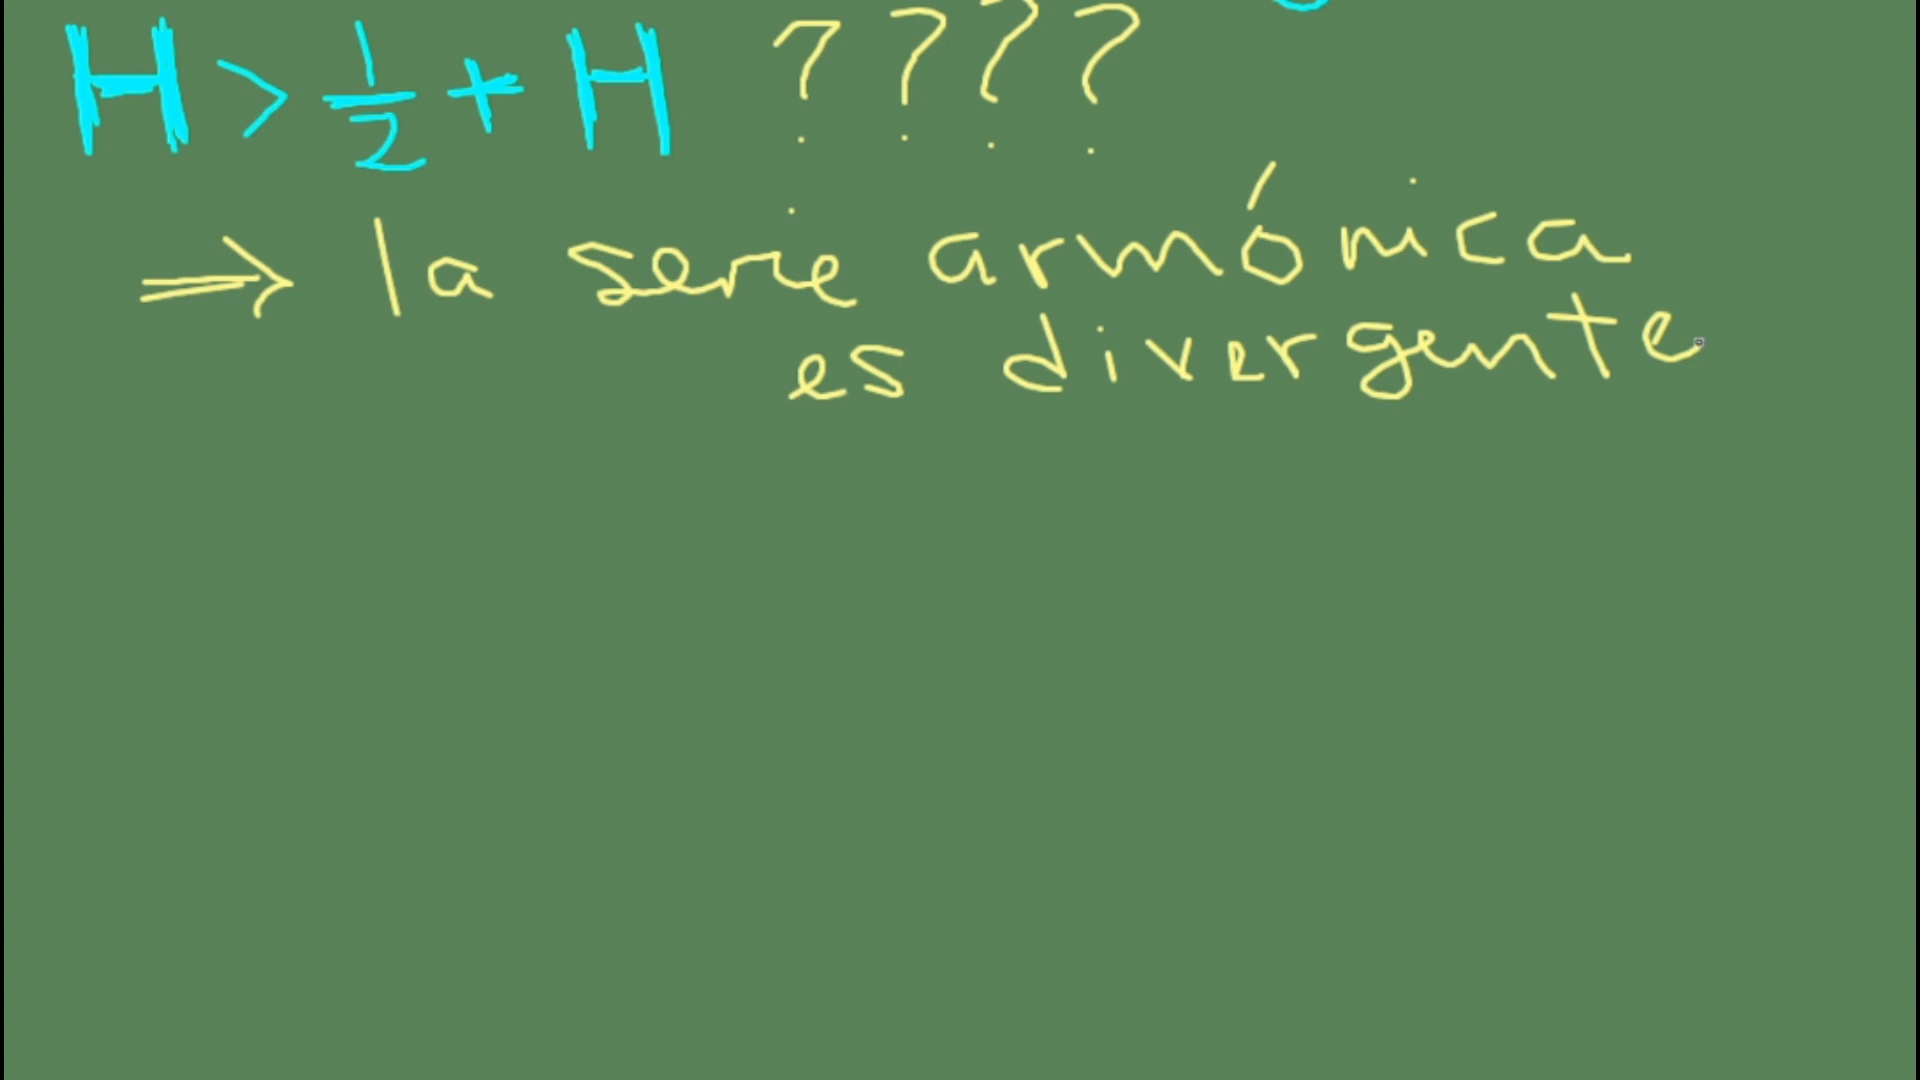 H > 1/2 + H ? ? ? ?
⇒ la serie armónica
es divergente